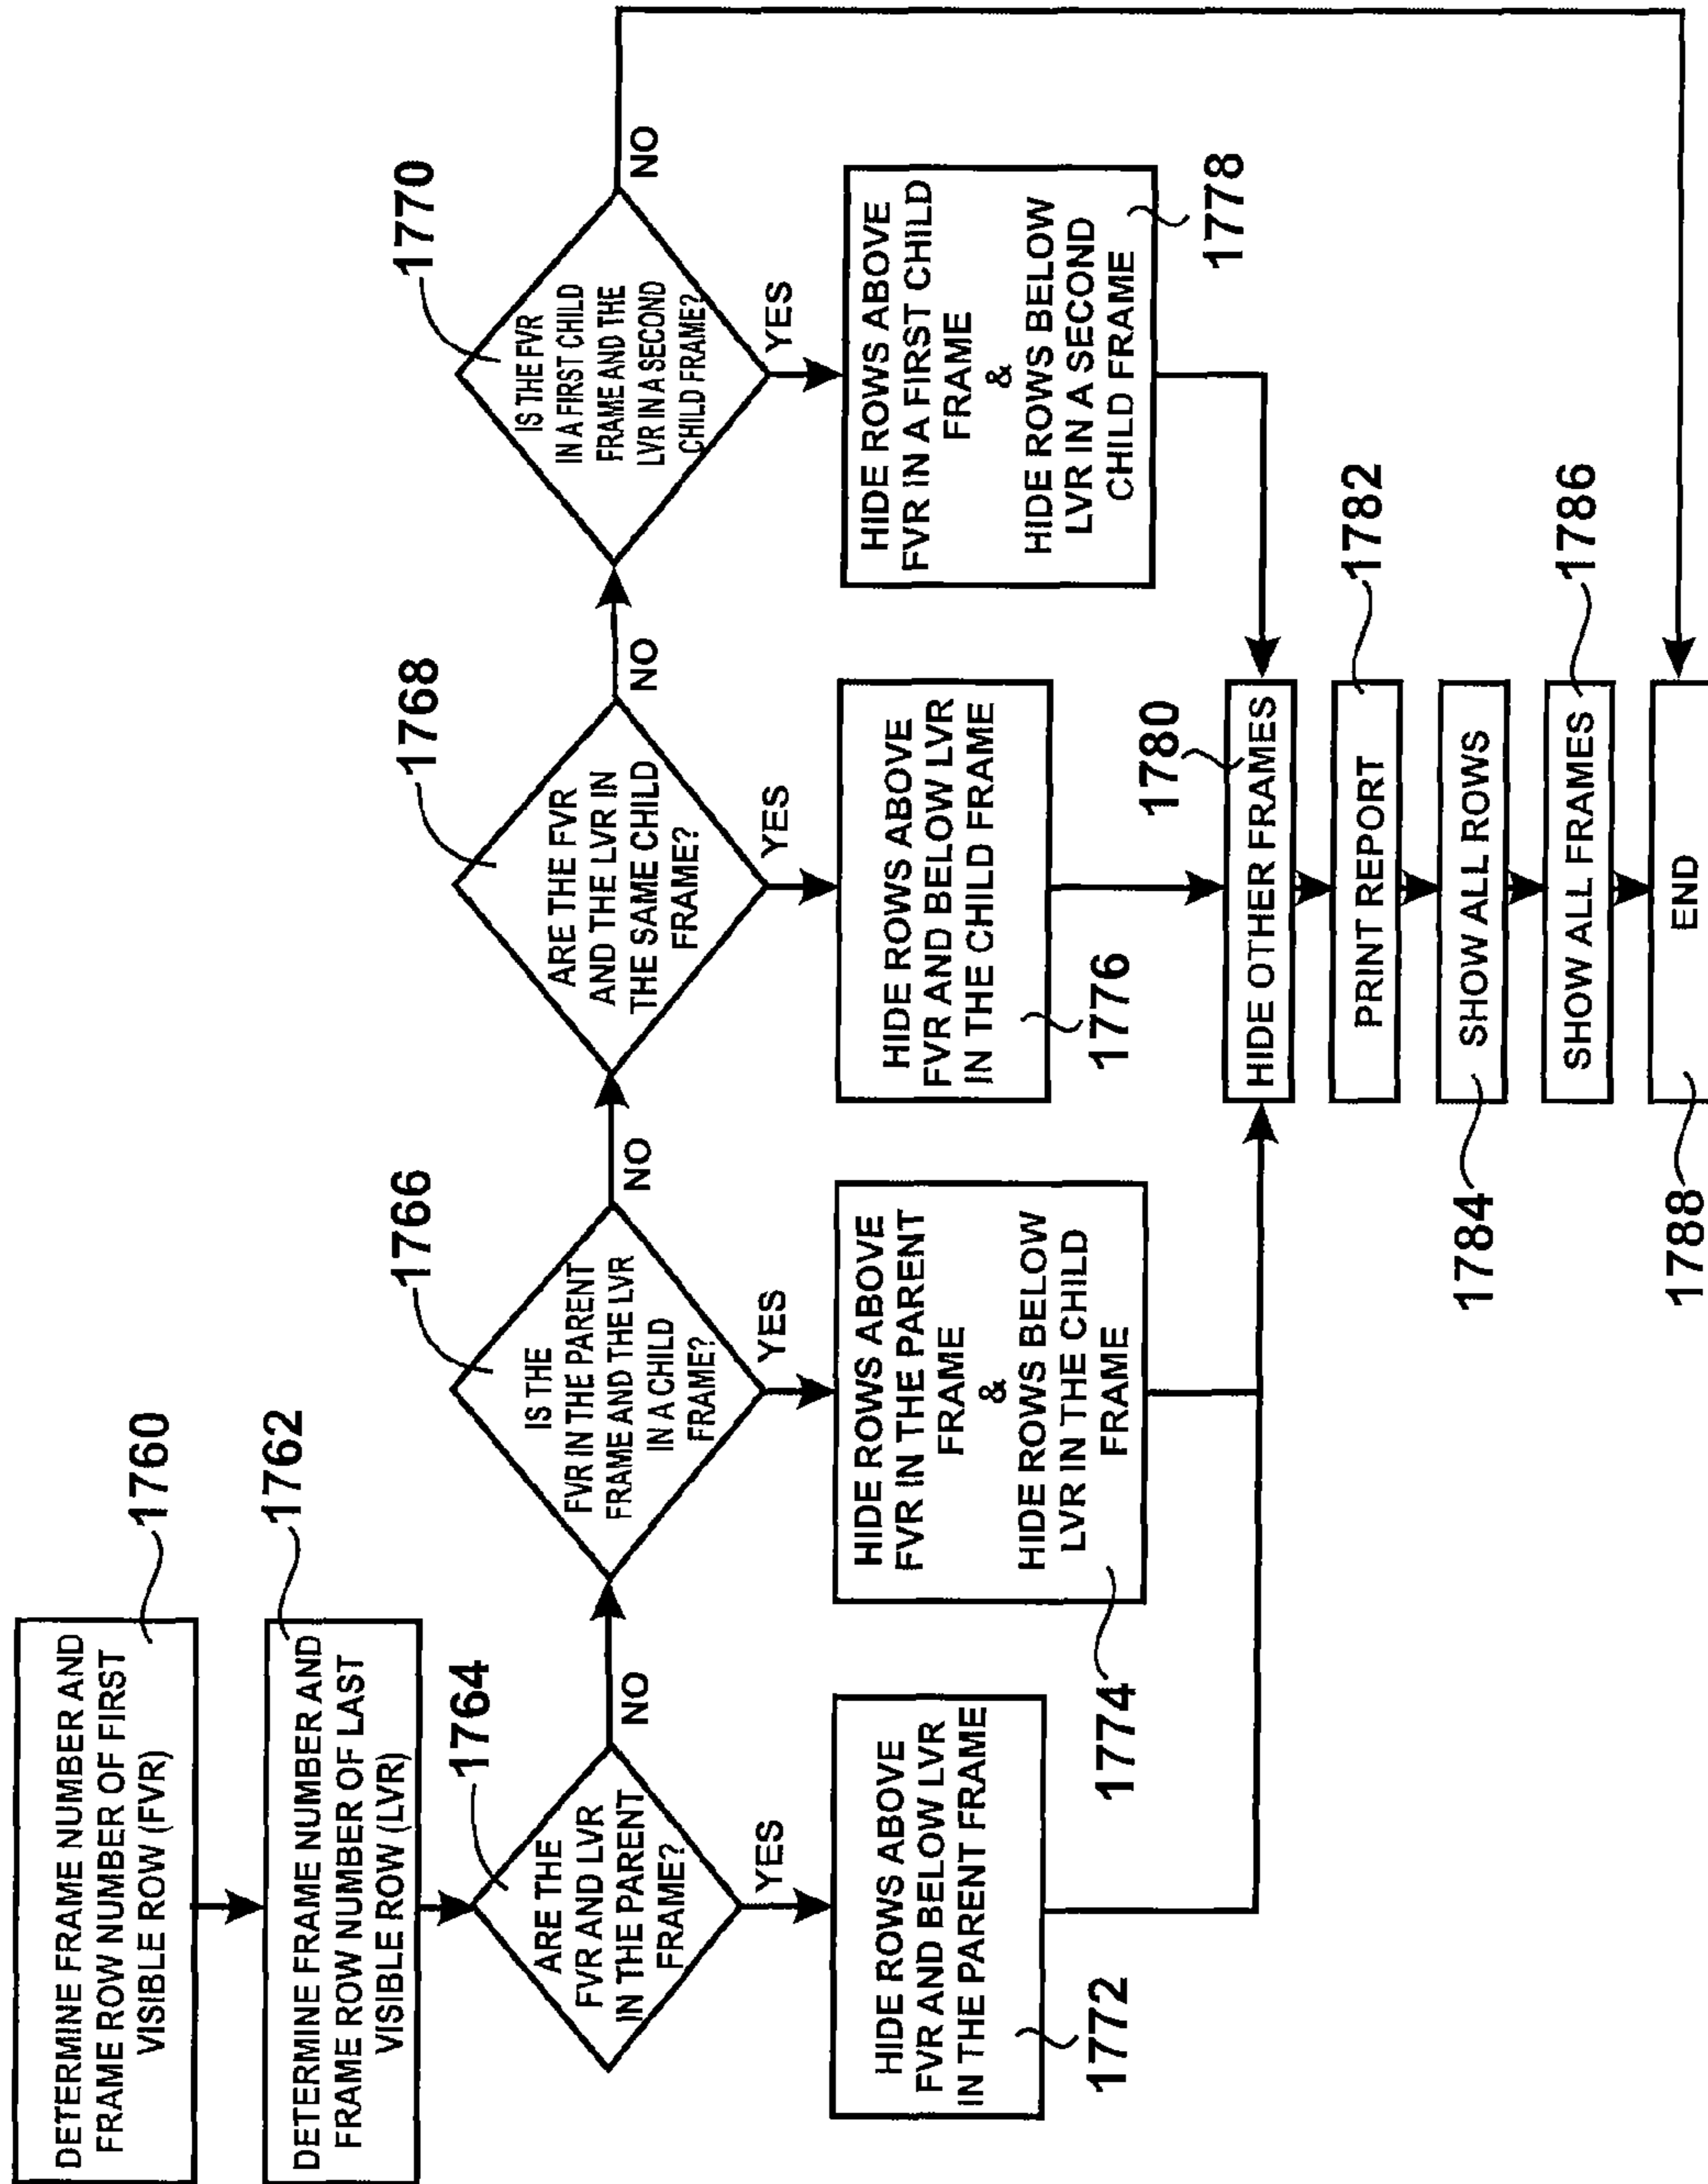 DETERMINE FRAME NUMBER AND
FRAME ROW NUMBER OF FIRST
VISIBLE ROW (FVR)
1760
DETERMINE FRAME NUMBER AND
FRAME ROW NUMBER OF LAST
VISIBLE ROW (LVR)
1762
ARE THE
FVR AND LVR
IN THE PARENT
FRAME?
1764
NO
YES
IS THE
FVR IN THE PARENT
FRAME AND THE LVR
IN A CHILD
FRAME?
1766
NO
YES
ARE THE FVR
AND THE LVR IN
THE SAME CHILD
FRAME?
1768
NO
YES
IS THE FVR
IN A FIRST CHILD
FRAME AND THE
LVR IN A SECOND
CHILD FRAME?
1770
NO
YES
HIDE ROWS ABOVE
FVR AND BELOW LVR
IN THE PARENT FRAME
1772
HIDE ROWS ABOVE
FVR IN THE PARENT
FRAME
&
HIDE ROWS BELOW
LVR IN THE CHILD
FRAME
1774
HIDE ROWS ABOVE
FVR AND BELOW LVR
IN THE CHILD FRAME
1776
HIDE ROWS ABOVE
FVR IN A FIRST CHILD
FRAME
&
HIDE ROWS BELOW
LVR IN A SECOND
CHILD FRAME
1778
HIDE OTHER FRAMES
1780
PRINT REPORT
1782
SHOW ALL ROWS
1784
SHOW ALL FRAMES
1786
END
1788